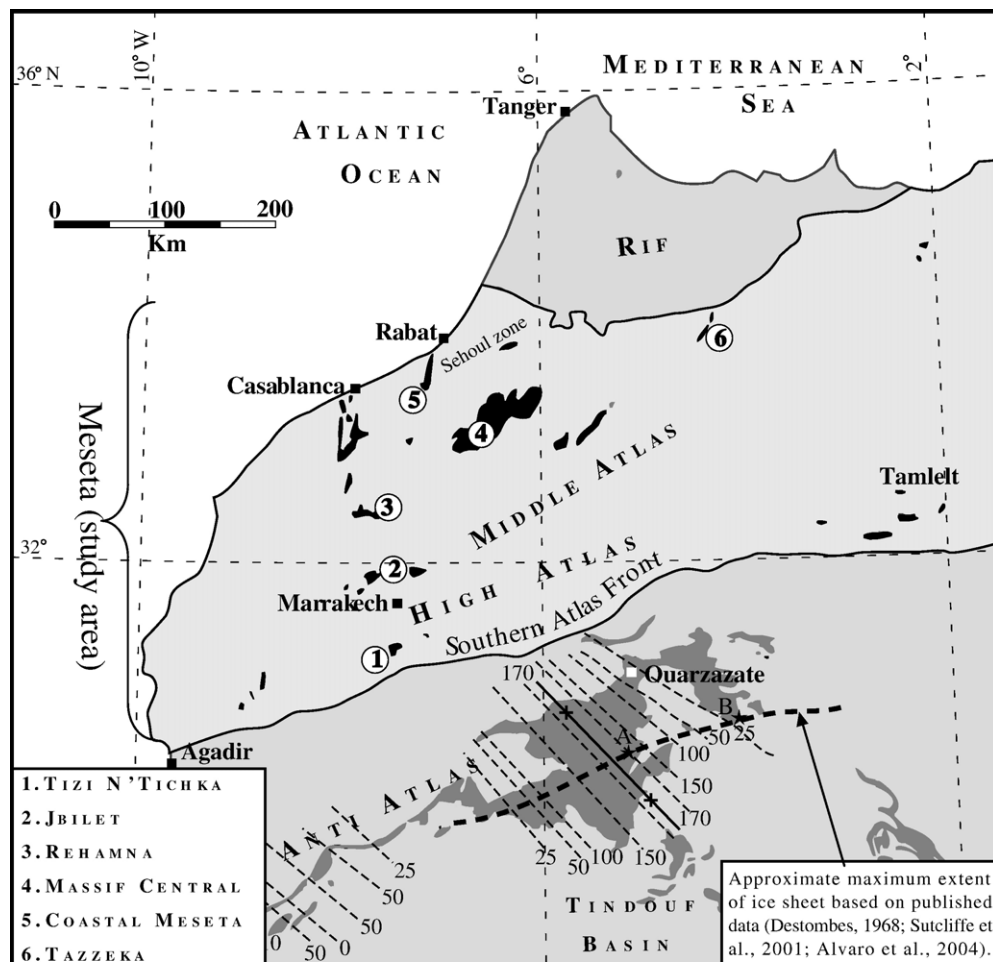 36° N
10° W
6°
2°
MEDITERRANEAN
SEA
Tanger
ATLANTIC
OCEAN
0 100 200
Km
RIF
Rabat
Sehoul zone
6
Casablanca
5
4
Meseta (study area)
MIDDLE ATLAS
Tamlelt
3
32°
2
HIGH ATLAS
Marrakech
Southern Atlas Front
1
170
Quarzazate
B
A
50
25
100
150
170
Agadir
ANTI ATLAS
25
50
100
150
25
50
50
0
0
50
TINDOUF
BASIN
1. TIZI N'TICHKA
2. JBILET
3. REHAMNA
4. MASSIF CENTRAL
5. COASTAL MESETA
6. TAZZEKA
Approximate maximum extent
of ice sheet based on published
data (Destombes, 1968; Sutcliffe et
al., 2001; Alvaro et al., 2004).